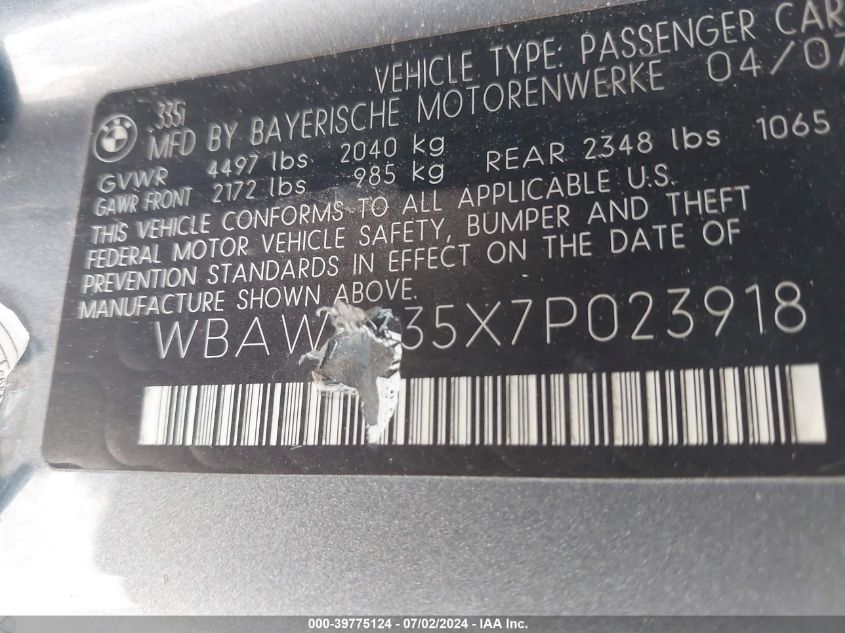 VEHICLE TYPE: PASSENGER CAR
335i
MFD BY BAYERISCHE MOTORENWERKE 04/07
GVWR 4497 lbs 2040 kg
GAWR FRONT 2172 lbs 985 kg REAR 2348 lbs 1065
THIS VEHICLE CONFORMS TO ALL APPLICABLE U.S.
FEDERAL MOTOR VEHICLE SAFETY, BUMPER AND THEFT
PREVENTION STANDARDS IN EFFECT ON THE DATE OF
MANUFACTURE SHOWN ABOVE.
WBAW 35X7P023918
000-39775124 - 07/02/2024 - IAA Inc.